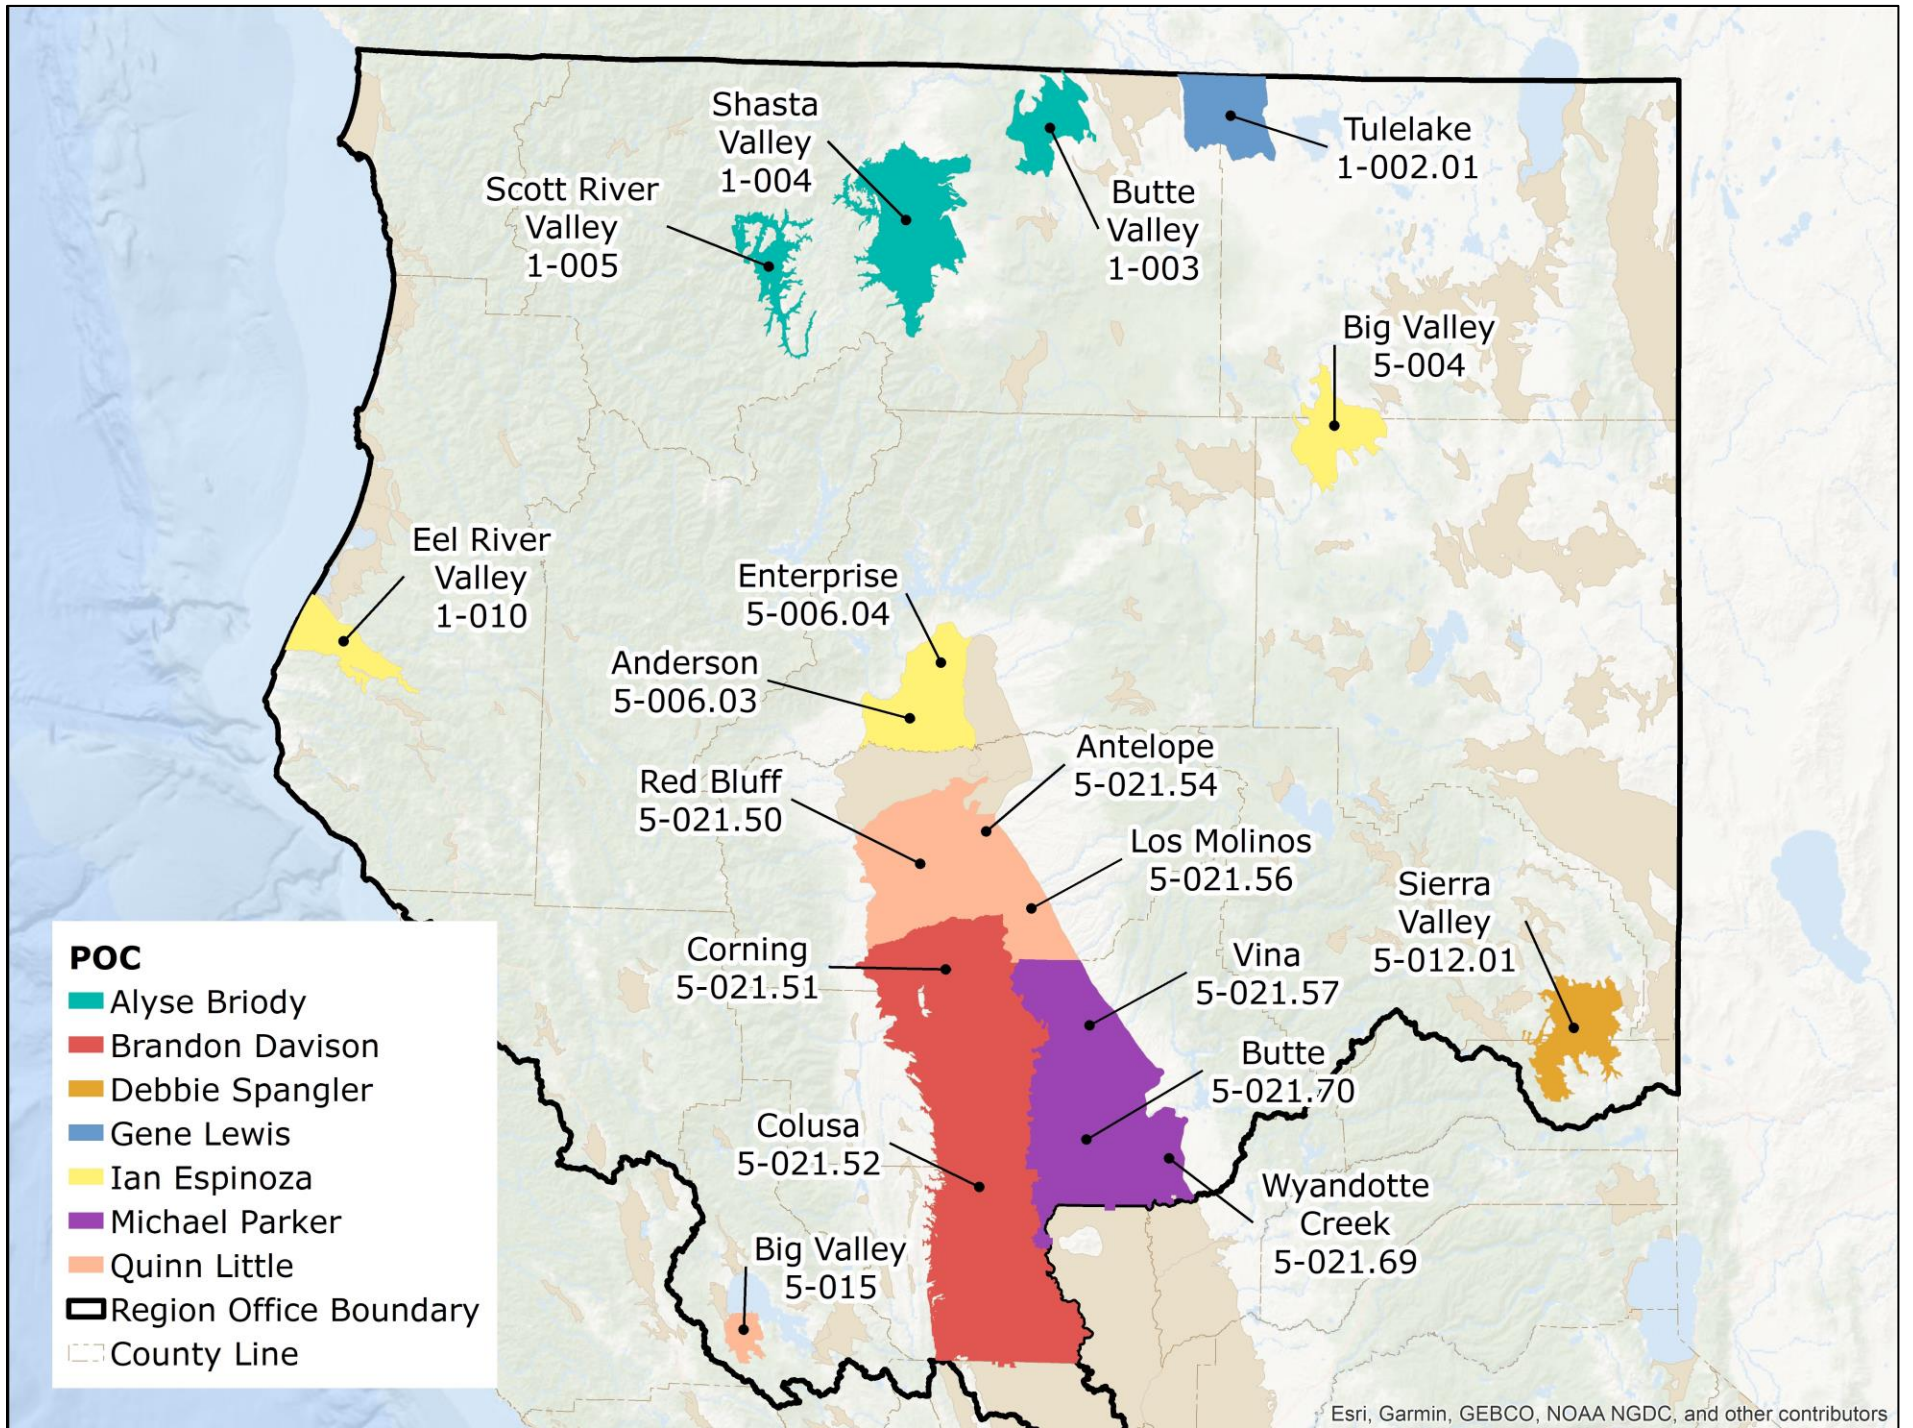 Shasta
Valley
1-004
Scott River
Valley
1-005
Butte
Valley
1-003
Tulelake
1-002.01
Big Valley
5-004
Eel River
Valley
1-010
Enterprise
5-006.04
Anderson
5-006.03
Red Bluff
5-021.50
Antelope
5-021.54
Los Molinos
5-021.56
Sierra
Valley
5-012.01
Corning
5-021.51
Vina
5-021.57
Butte
5-021.70
Colusa
5-021.52
Wyandotte
Creek
5-021.69
Big Valley
5-015
POC
Alyse Briody
Brandon Davison
Debbie Spangler
Gene Lewis
Ian Espinoza
Michael Parker
Quinn Little
Region Office Boundary
County Line
Esri, Garmin, GEBCO, NOAA NGDC, and other contributors